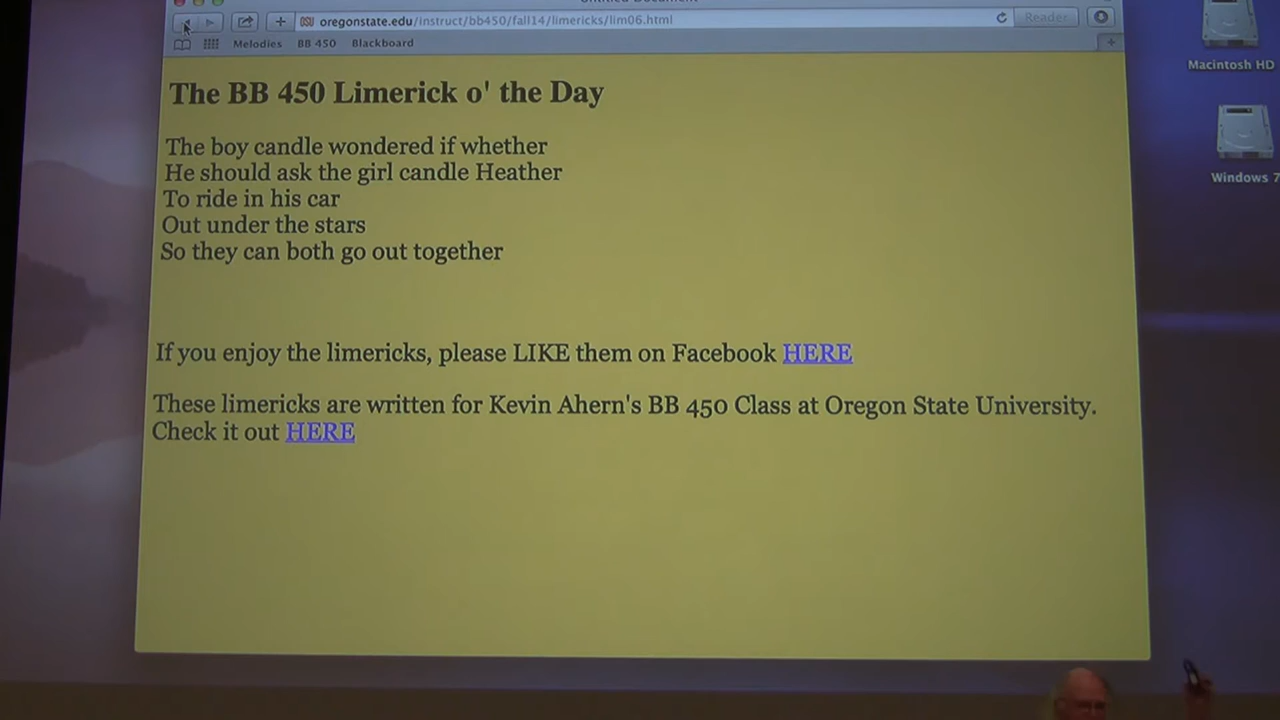 oregonstate.edu/instruct/bb450/fall14/limericks/lim06.html
Reader
Melodies BB 450 Blackboard
Macintosh HD
Windows 7
The BB 450 Limerick o' the Day
The boy candle wondered if whether
He should ask the girl candle Heather
To ride in his car
Out under the stars
So they can both go out together
If you enjoy the limericks, please LIKE them on Facebook HERE
These limericks are written for Kevin Ahern's BB 450 Class at Oregon State University.
Check it out HERE